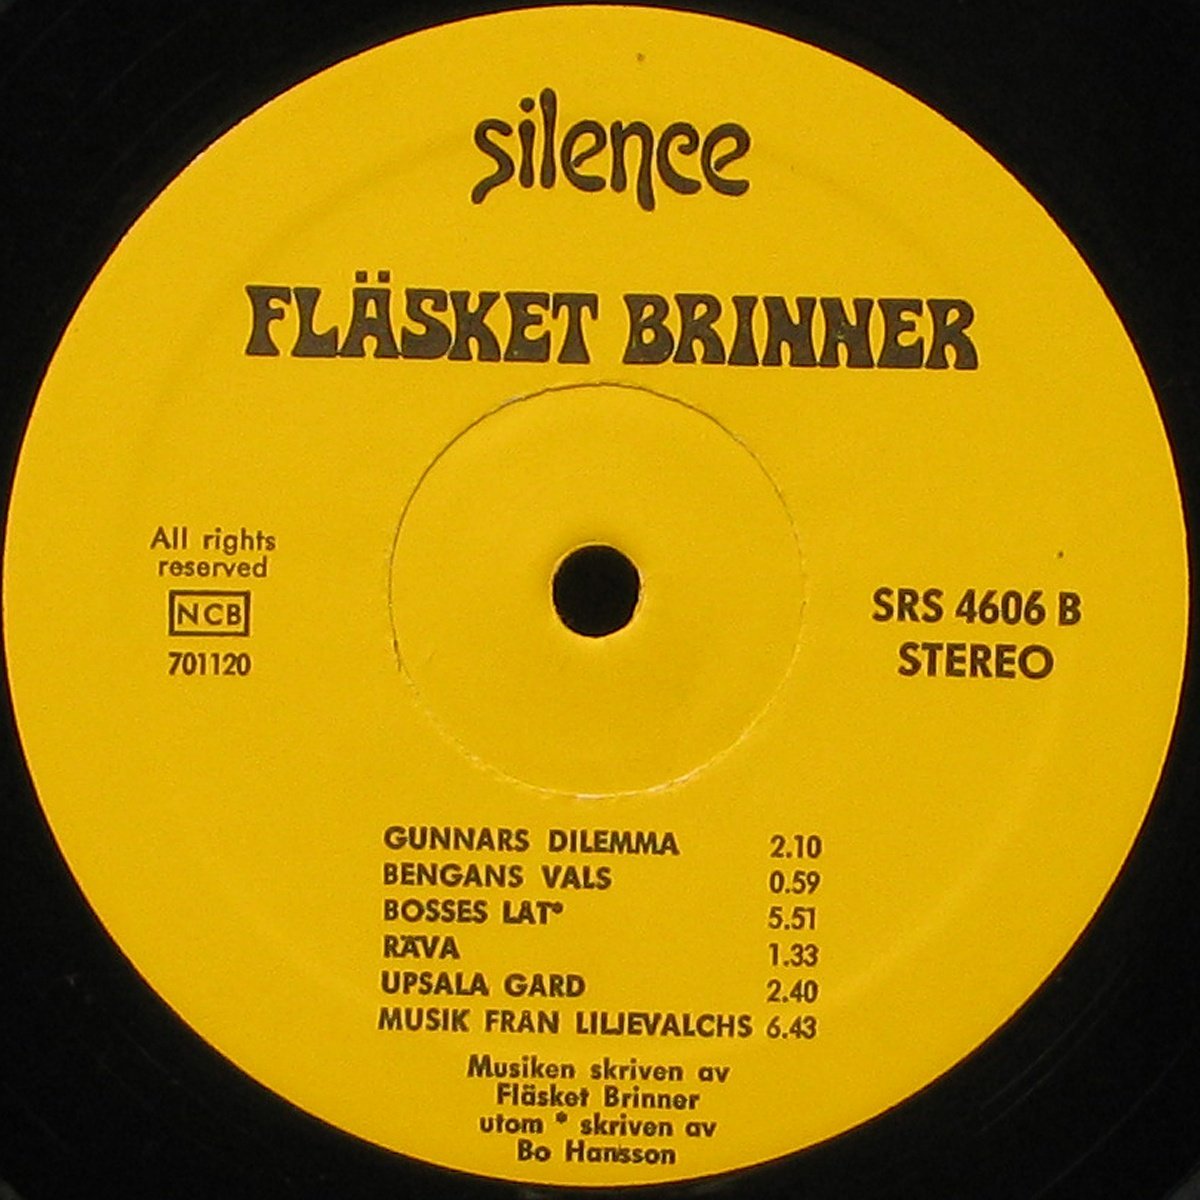 silence
FLÄSKET BRINNER
All rights
reserved
NCB
701120
SRS 4606 B
STEREO
GUNNARS DILEMMA 2.10
BENGANS VALS 0.59
BOSSES LAT* 5.51
RÄVA 1.33
UPSALA GARD 2.40
MUSIK FRAN LILJEVALCHS 6.43
Musiken skriven av
Fläsket Brinner
utom * skriven av
Bo Hansson